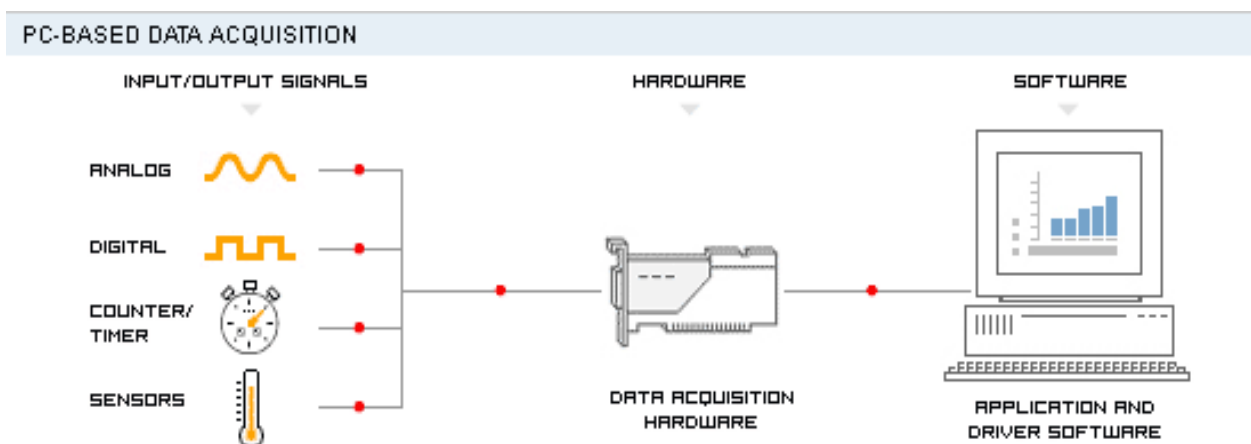 PC-BASED DATA ACQUISITION
INPUT/OUTPUT SIGNALS
HARDWARE
SOFTWARE
ANALOG
DIGITAL
COUNTER/
TIMER
SENSORS
DATA ACQUISITION
HARDWARE
APPLICATION AND
DRIVER SOFTWARE